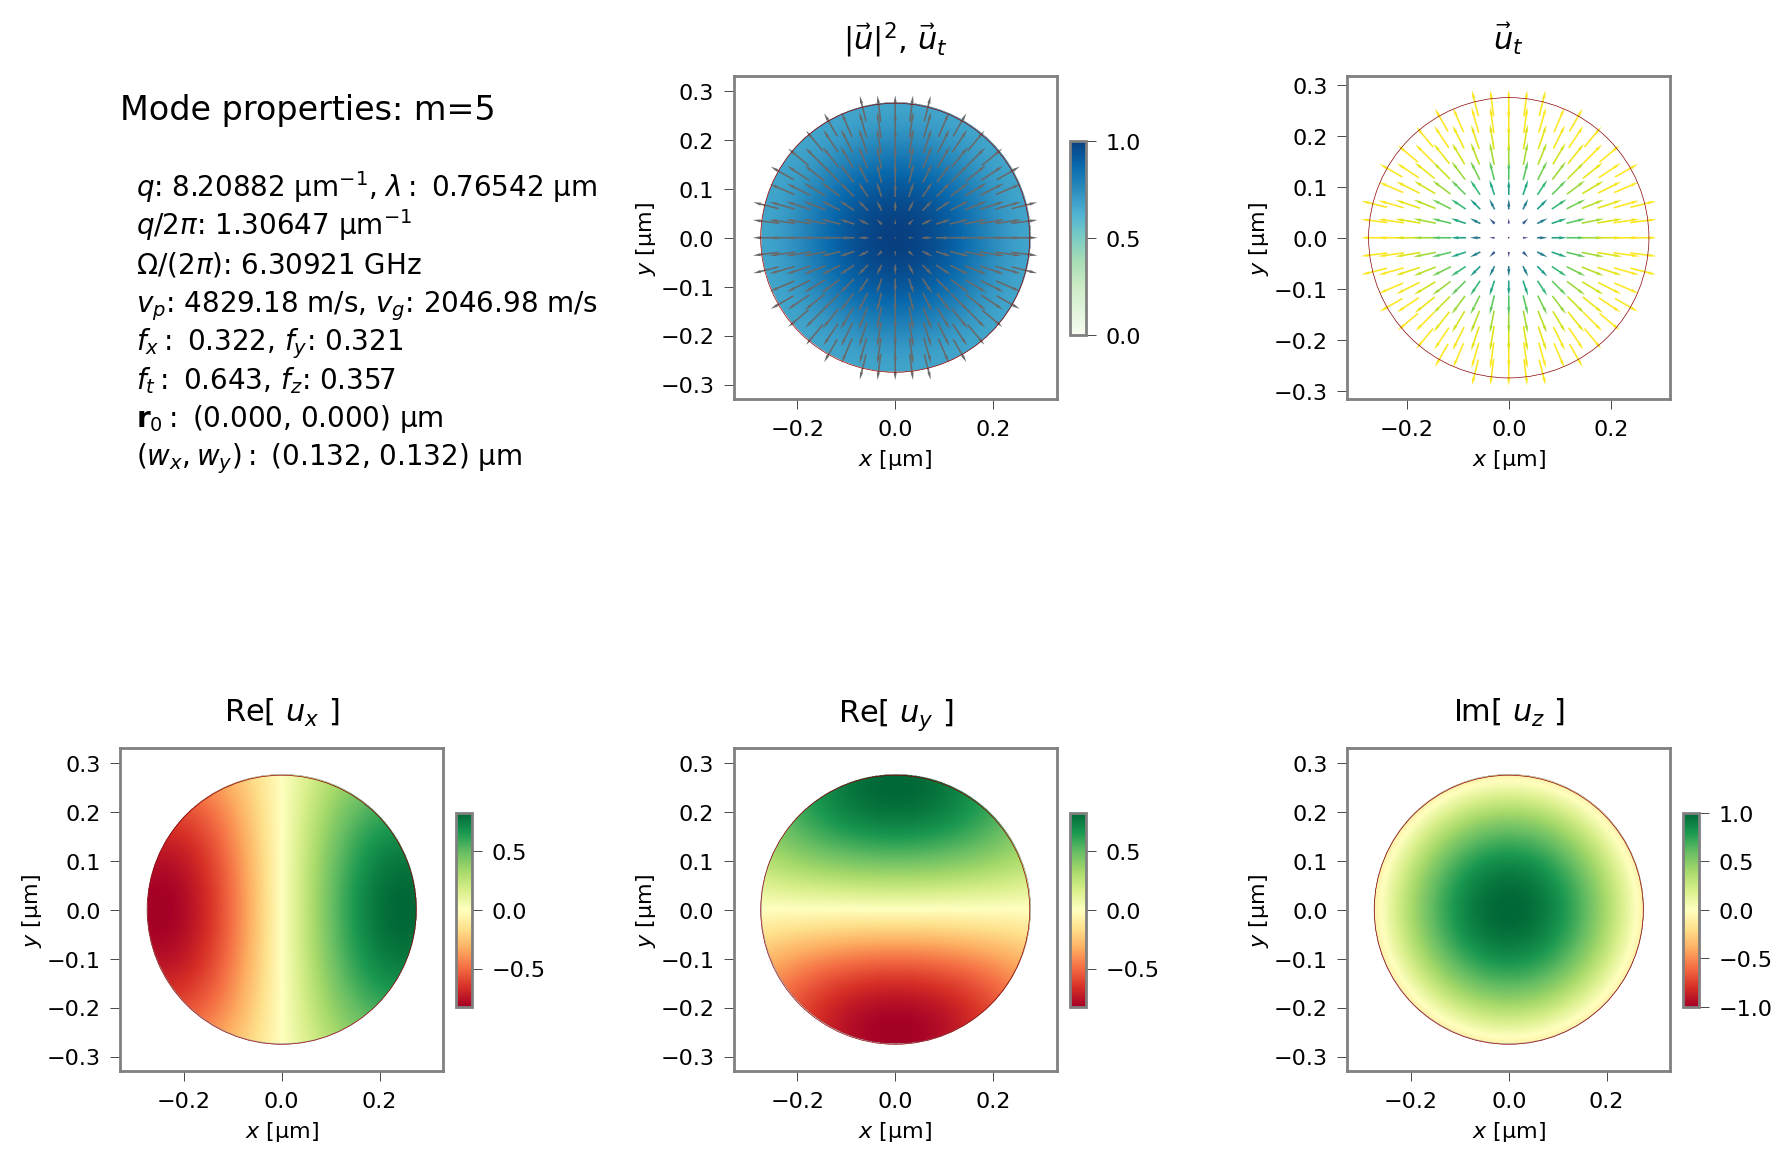 Mode properties: m=5
q: 8.20882 µm⁻¹, λ: 0.76542 µm
q/2π: 1.30647 µm⁻¹
Ω/(2π): 6.30921 GHz
vₚ: 4829.18 m/s, v_g: 2046.98 m/s
fₓ: 0.322, f_y: 0.321
fₜ: 0.643, f_z: 0.357
r₀: (0.000, 0.000) µm
(wₓ, w_y): (0.132, 0.132) µm
|u⃗|², u⃗ₜ
0.3
0.2
0.1
0.0
−0.1
−0.2
−0.3
y [µm]
−0.2 0.0 0.2
x [µm]
1.0
0.5
0.0
u⃗ₜ
0.3
0.2
0.1
0.0
−0.1
−0.2
−0.3
y [µm]
−0.2 0.0 0.2
x [µm]
Re[ uₓ ]
0.3
0.2
0.1
0.0
−0.1
−0.2
−0.3
y [µm]
−0.2 0.0 0.2
x [µm]
0.5
0.0
−0.5
Re[ u_y ]
0.3
0.2
0.1
0.0
−0.1
−0.2
−0.3
y [µm]
−0.2 0.0 0.2
x [µm]
0.5
0.0
−0.5
Im[ u_z ]
0.3
0.2
0.1
0.0
−0.1
−0.2
−0.3
y [µm]
−0.2 0.0 0.2
x [µm]
1.0
0.5
0.0
−0.5
−1.0